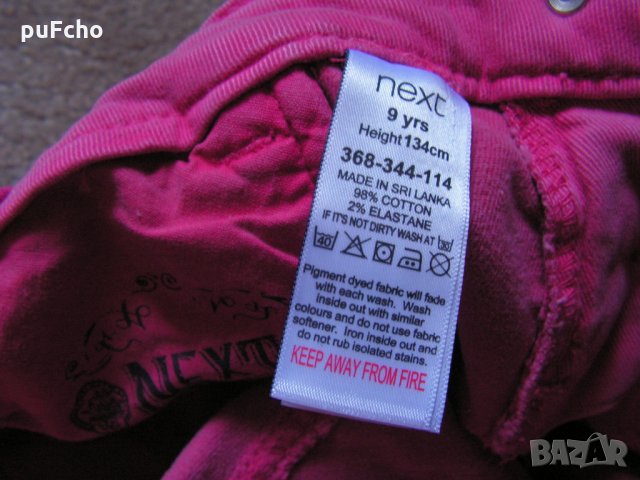 puFcho
next
9 yrs
Height 134cm
368-344-114
MADE IN SRI LANKA
98% COTTON
2% ELASTANE
IF IT'S NOT DIRTY WASH AT 30
40
Pigment dyed fabric will fade
with each wash. Wash
inside out with similar
colours and do not use fabric
softener. Iron inside out and
do not rub isolated stains.
KEEP AWAY FROM FIRE
NEXT
BAZAR